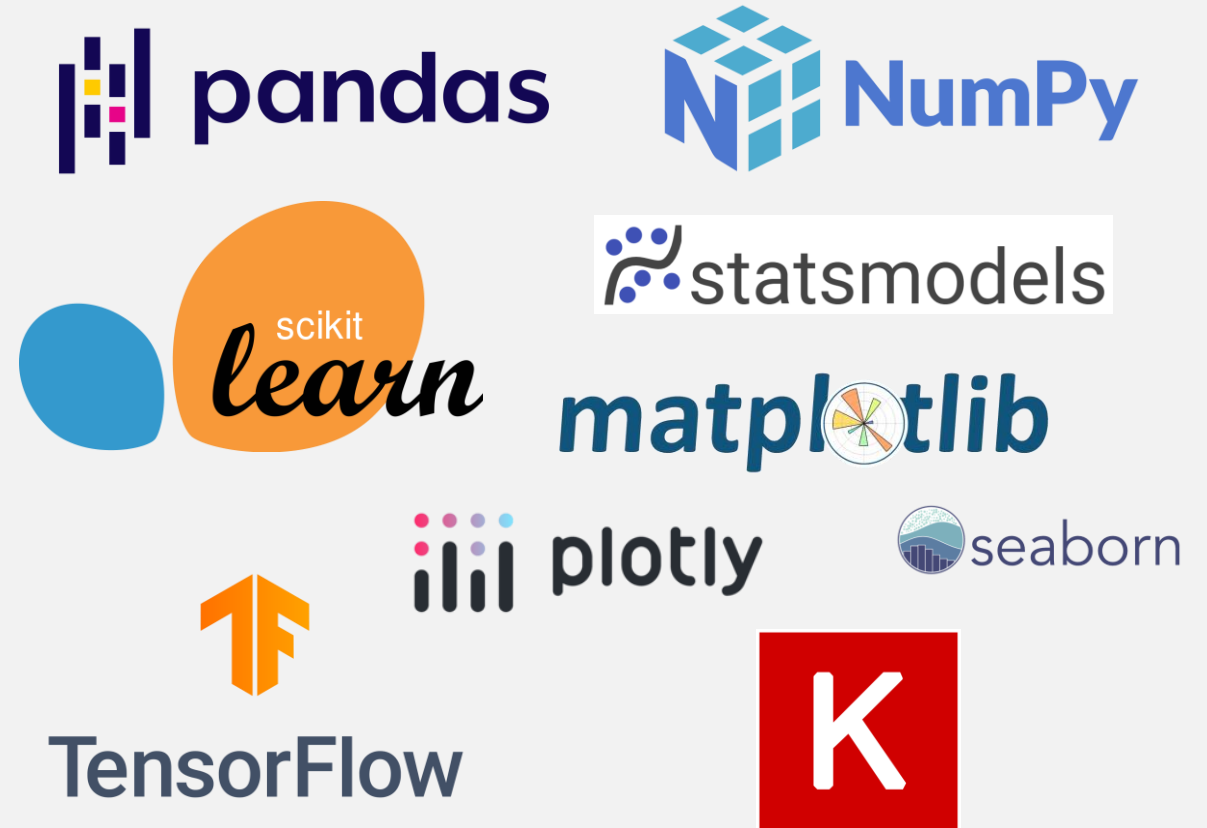 pandas
NumPy
scikit
learn
statsmodels
matplotlib
plotly
seaborn
TensorFlow
K